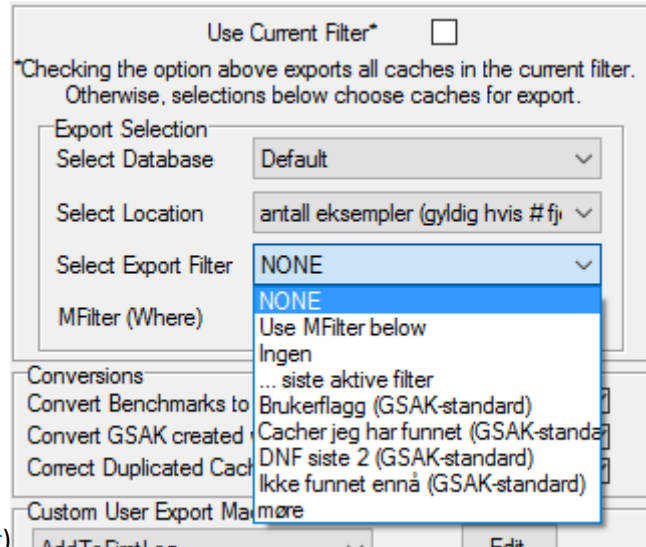 Use Current Filter*
*Checking the option above exports all caches in the current filter.
Otherwise, selections below choose caches for export.
Export Selection
Select Database Default
Select Location antall eksempler (gyldig hvis # fj
Select Export Filter NONE
NONE
MFilter (Where) Use MFilter below
Ingen
... siste aktive filter
Conversions
Convert Benchmarks to Brukerflagg (GSAK-standard)
Convert GSAK created Cacher jeg har funnet (GSAK-standa
Correct Duplicated Cach DNF siste 2 (GSAK-standard)
Ikke funnet ennå (GSAK-standard)
Custom User Export Ma møre
AddToFirstLog Edit